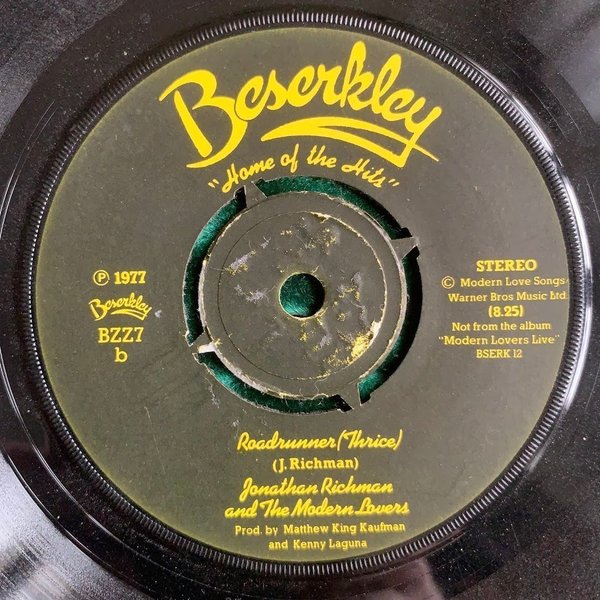 Beserkley
"Home of the Hits"
℗ 1977
Beserkley
BZZ7
b
STEREO
© Modern Love Songs
Warner Bros Music Ltd.
(8.25)
Not from the album
"Modern Lovers Live"
BSERK 12
Roadrunner (Thrice)
(J. Richman)
Jonathan Richman
and The Modern Lovers
Prod. by Matthew King Kaufman
and Kenny Laguna